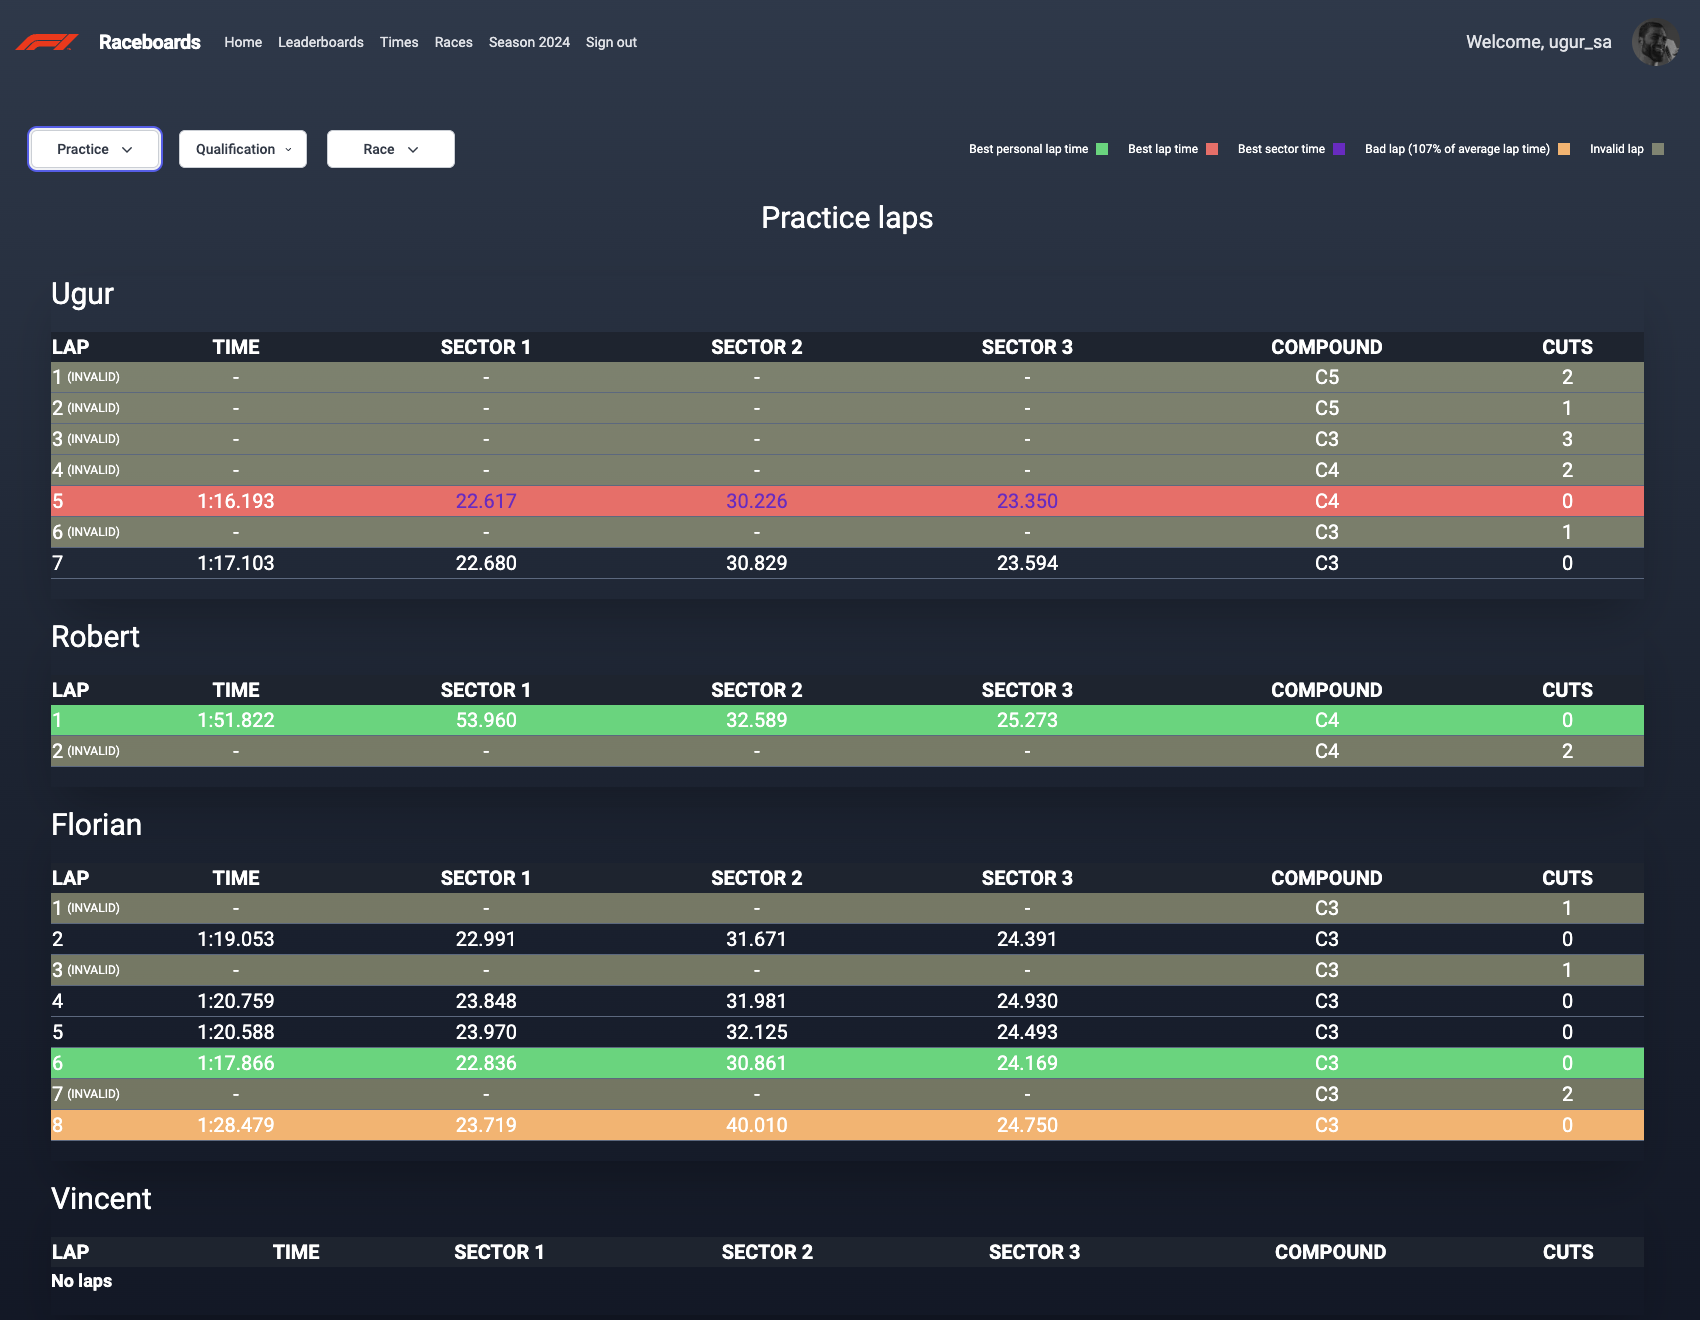 Raceboards Home Leaderboards Times Races Season 2024 Sign out Welcome, ugur_sa
Practice Qualification Race Best personal lap time Best lap time Best sector time Bad lap (107% of average lap time) Invalid lap
Practice laps
Ugur
LAP TIME SECTOR 1 SECTOR 2 SECTOR 3 COMPOUND CUTS
1 (INVALID) - - - - C5 2
2 (INVALID) - - - - C5 1
3 (INVALID) - - - - C3 3
4 (INVALID) - - - - C4 2
5 1:16.193 22.617 30.226 23.350 C4 0
6 (INVALID) - - - - C3 1
7 1:17.103 22.680 30.829 23.594 C3 0
Robert
LAP TIME SECTOR 1 SECTOR 2 SECTOR 3 COMPOUND CUTS
1 1:51.822 53.960 32.589 25.273 C4 0
2 (INVALID) - - - - C4 2
Florian
LAP TIME SECTOR 1 SECTOR 2 SECTOR 3 COMPOUND CUTS
1 (INVALID) - - - - C3 1
2 1:19.053 22.991 31.671 24.391 C3 0
3 (INVALID) - - - - C3 1
4 1:20.759 23.848 31.981 24.930 C3 0
5 1:20.588 23.970 32.125 24.493 C3 0
6 1:17.866 22.836 30.861 24.169 C3 0
7 (INVALID) - - - - C3 2
8 1:28.479 23.719 40.010 24.750 C3 0
Vincent
LAP TIME SECTOR 1 SECTOR 2 SECTOR 3 COMPOUND CUTS
No laps